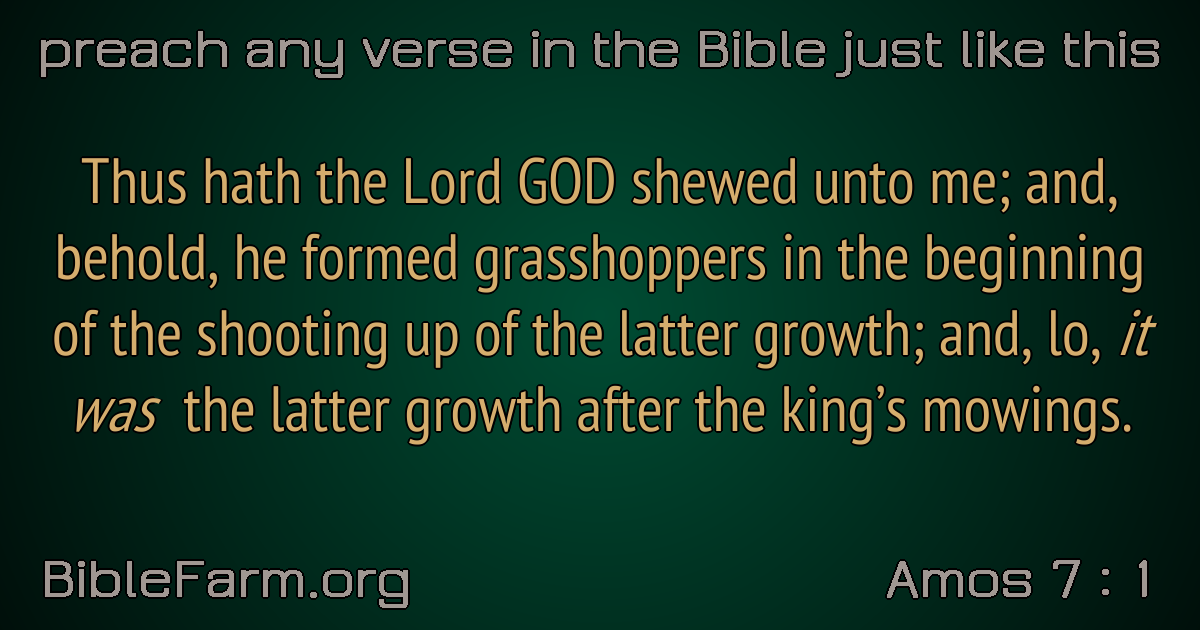 preach any verse in the Bible just like this
Thus hath the Lord GOD shewed unto me; and,
behold, he formed grasshoppers in the beginning
of the shooting up of the latter growth; and, lo, it
was the latter growth after the king’s mowings.
BibleFarm.org
Amos 7 : 1